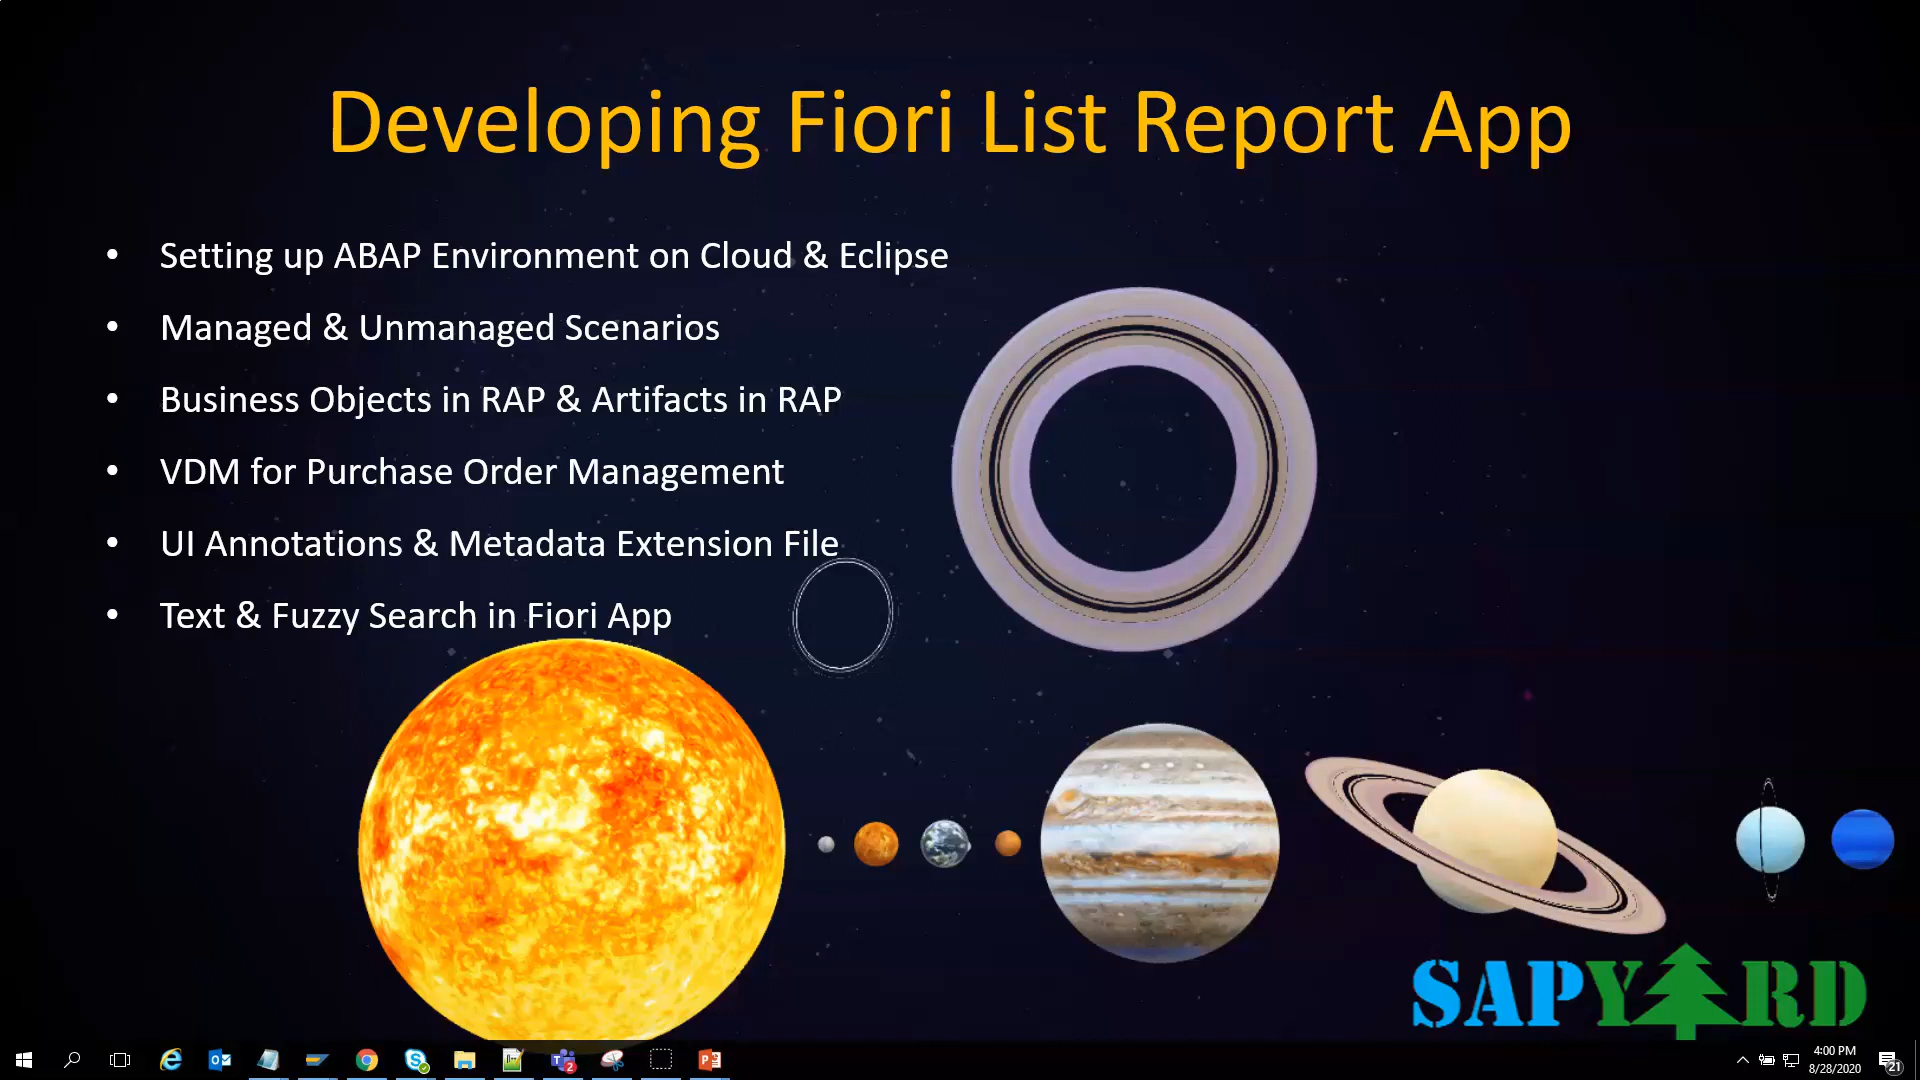 Developing Fiori List Report App
• Setting up ABAP Environment on Cloud & Eclipse
• Managed & Unmanaged Scenarios
• Business Objects in RAP & Artifacts in RAP
• VDM for Purchase Order Management
• UI Annotations & Metadata Extension File
• Text & Fuzzy Search in Fiori App
SAPYARD
4:00 PM
8/28/2020
21
2